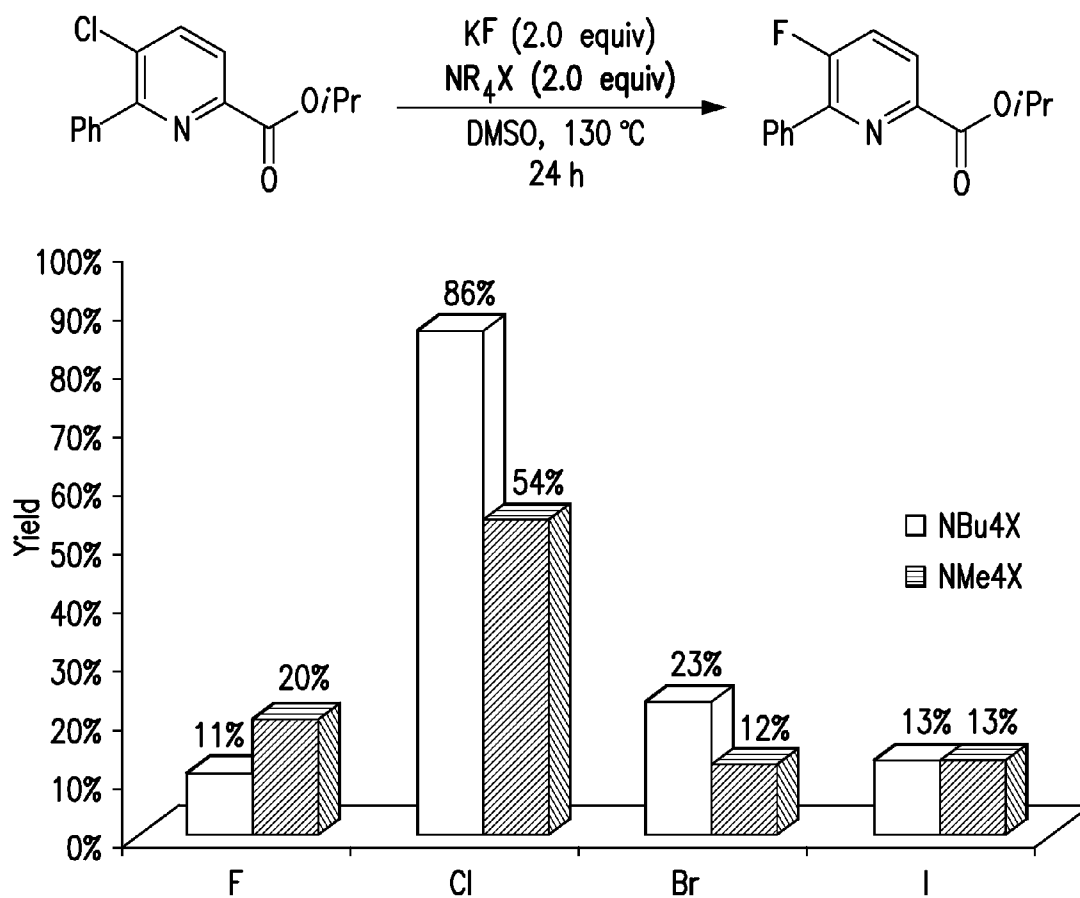 Cl
Ph
N
OiPr
O
KF (2.0 equiv)
NR4X (2.0 equiv)
DMSO, 130 °C
24 h
F
Ph
N
OiPr
O
Yield
100%
90%
80%
70%
60%
50%
40%
30%
20%
10%
0%
11%
20%
86%
54%
23%
12%
13%
13%
NBu4X
NMe4X
F
Cl
Br
I